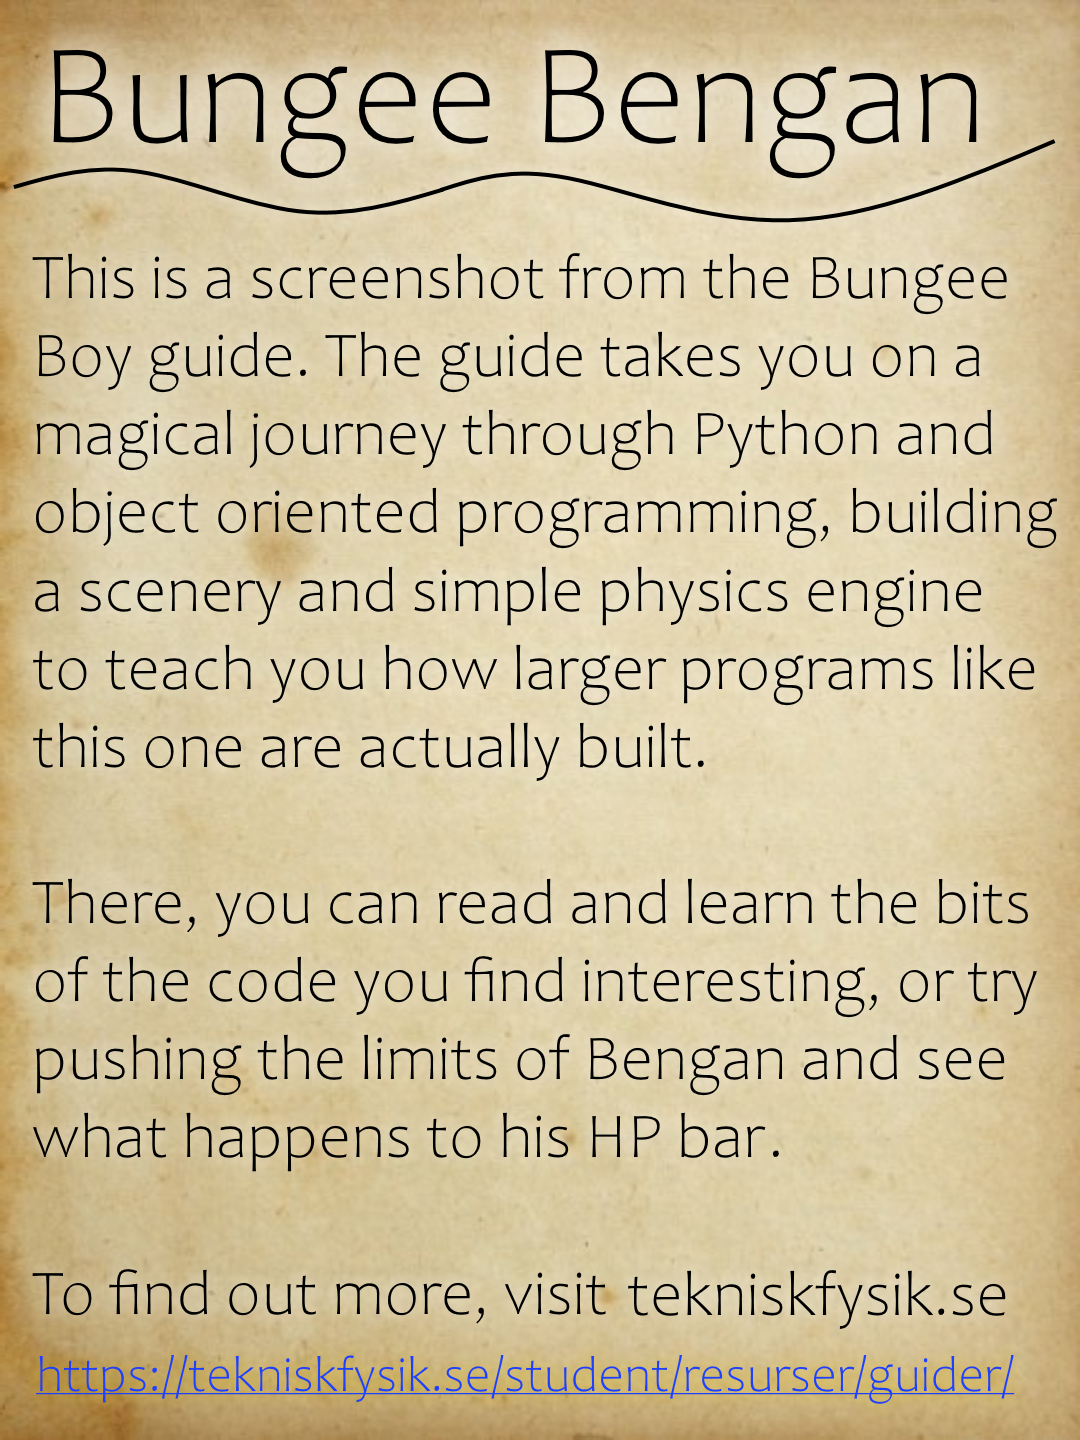 Bungee Bengan
This is a screenshot from the Bungee
Boy guide. The guide takes you on a
magical journey through Python and
object oriented programming, building
a scenery and simple physics engine
to teach you how larger programs like
this one are actually built.
There, you can read and learn the bits
of the code you find interesting, or try
pushing the limits of Bengan and see
what happens to his HP bar.
To find out more, visit tekniskfysik.se
https://tekniskfysik.se/student/resurser/guider/